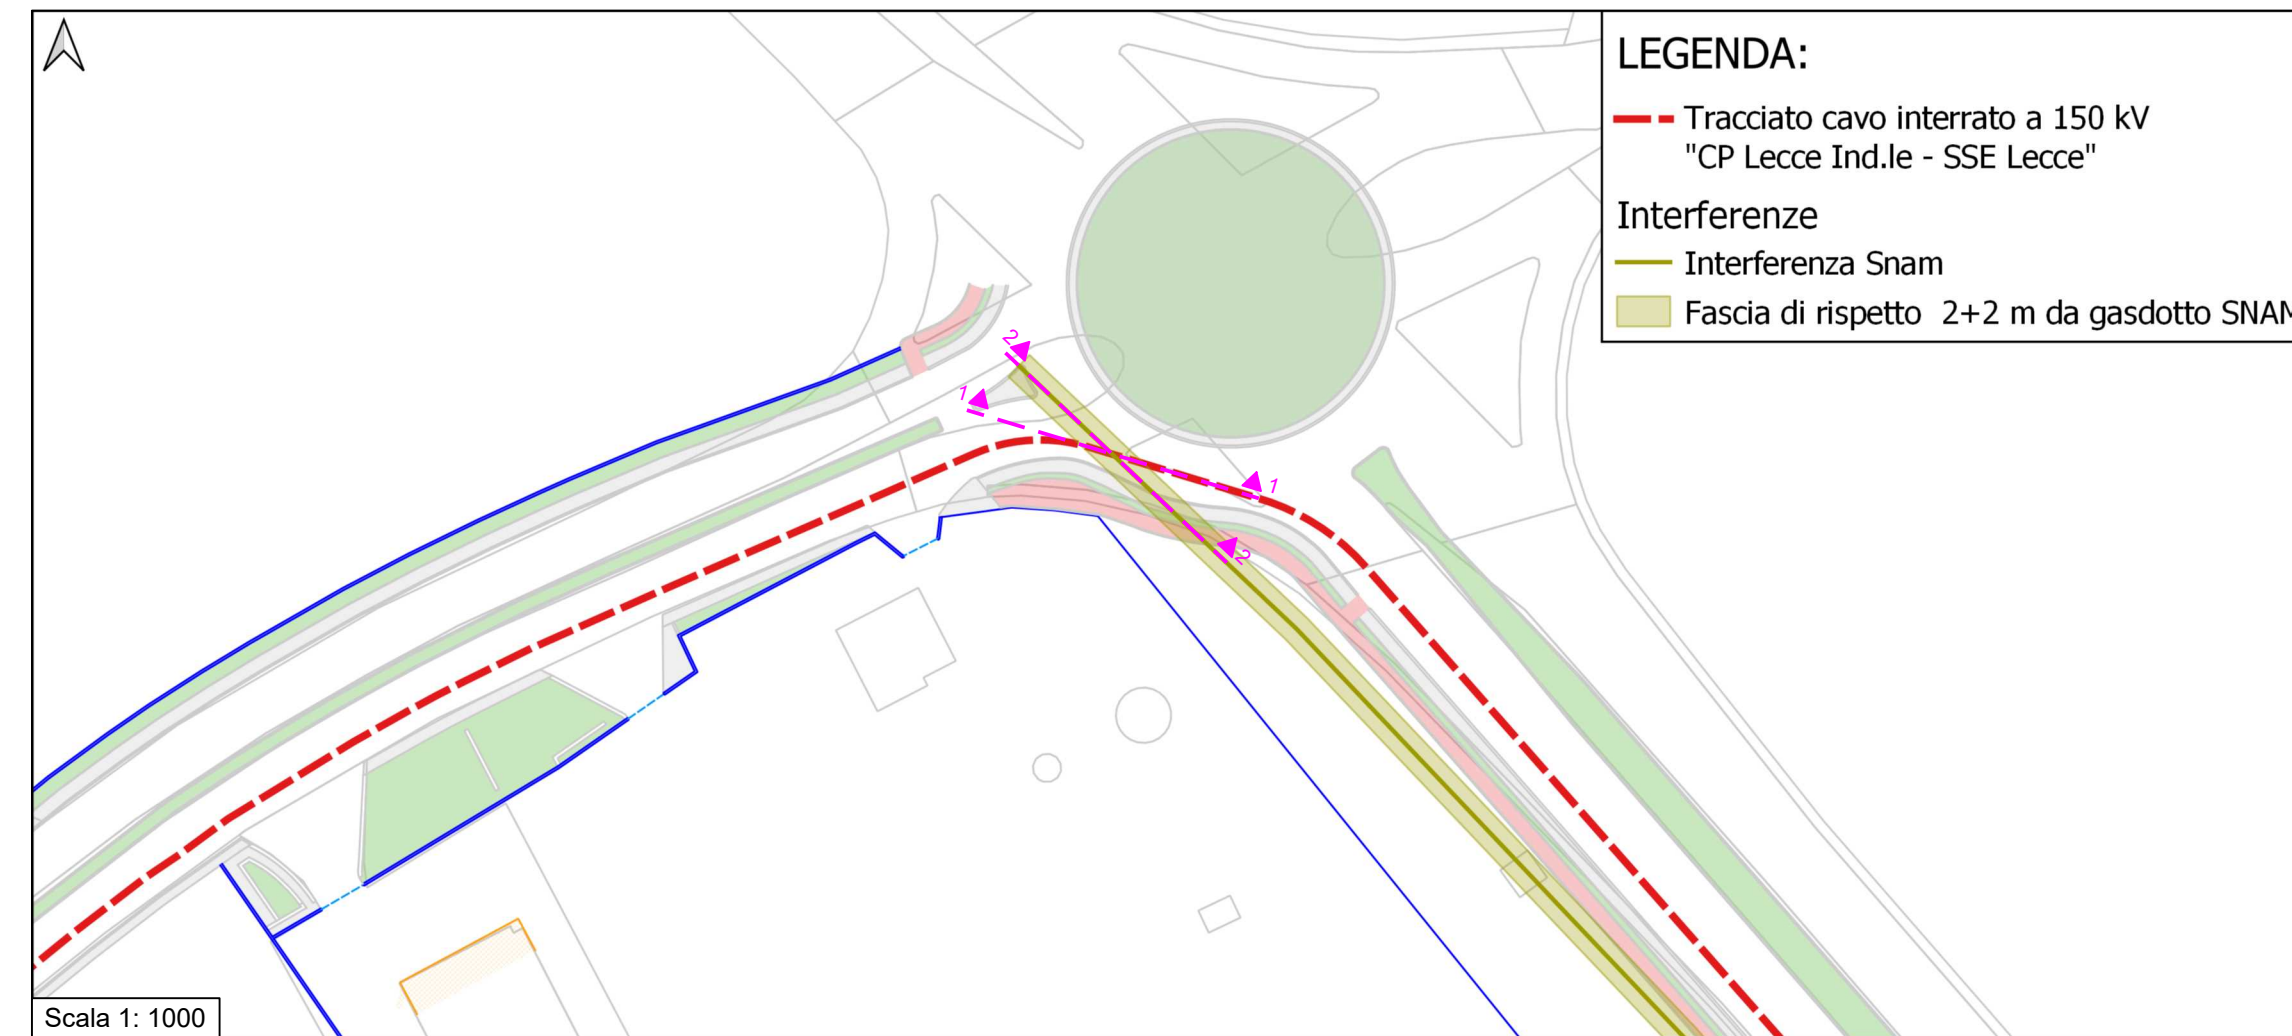 LEGENDA:
Tracciato cavo interrato a 150 kV
"CP Lecce Ind.le - SSE Lecce"
Interferenze
Interferenza Snam
Fascia di rispetto 2+2 m da gasdotto SNAM
2
1
1
2
Scala 1: 1000